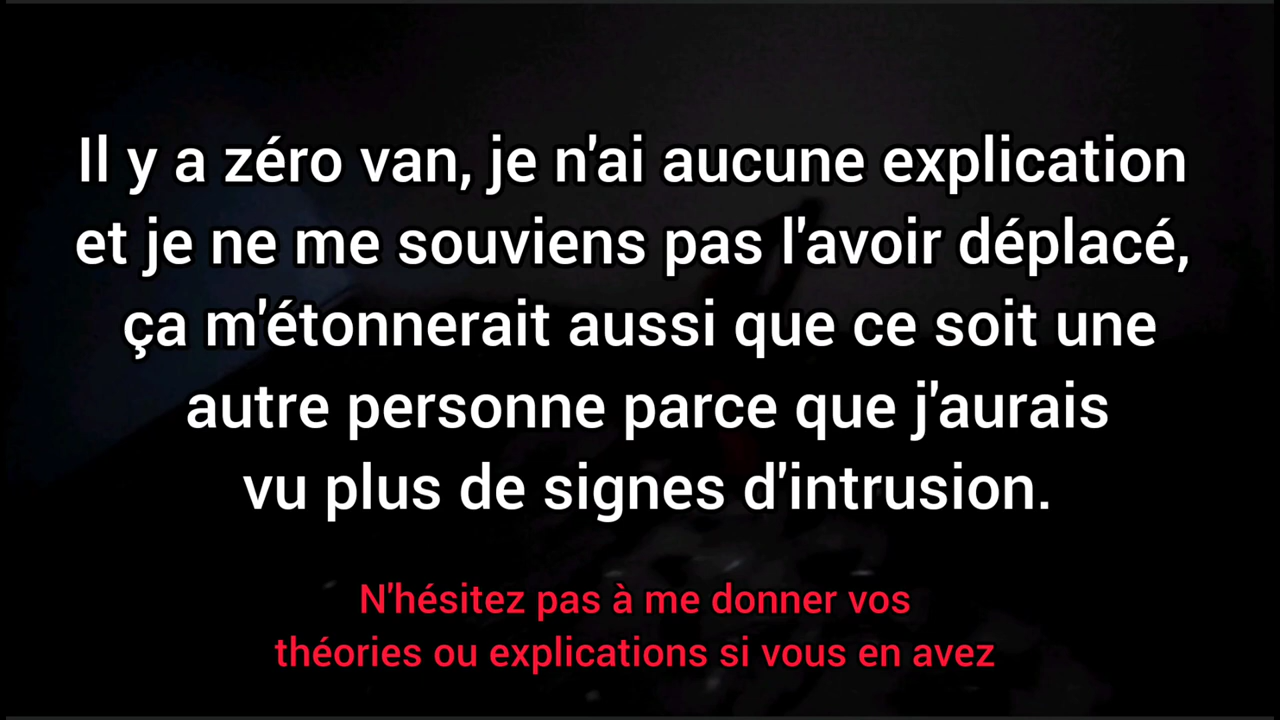 Il y a zéro van, je n'ai aucune explication
et je ne me souviens pas l'avoir déplacé,
ça m'étonnerait aussi que ce soit une
autre personne parce que j'aurais
vu plus de signes d'intrusion.
N'hésitez pas à me donner vos
théories ou explications si vous en avez